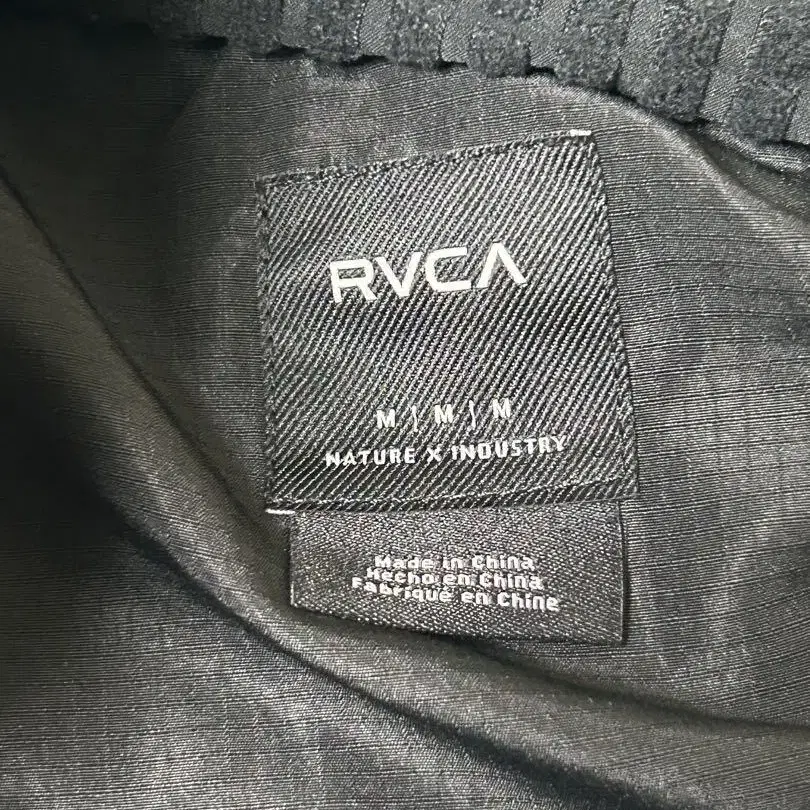 RVCA
M | M | M
NATURE X INDUSTRY
Made in China
Hecho en China
Fabriqué en Chine